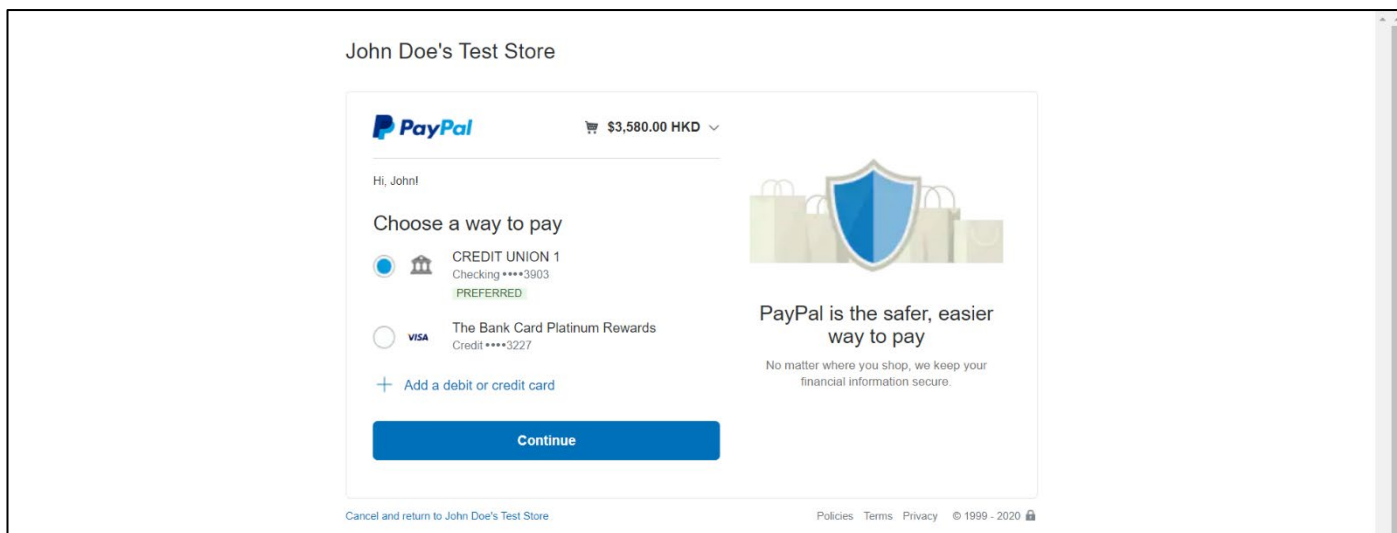 John Doe's Test Store
PayPal
$3,580.00 HKD
Hi, John!
Choose a way to pay
CREDIT UNION 1
Checking ••••3903
PREFERRED
VISA
The Bank Card Platinum Rewards
Credit ••••3227
+ Add a debit or credit card
Continue
PayPal is the safer, easier
way to pay
No matter where you shop, we keep your
financial information secure.
Cancel and return to John Doe's Test Store
Policies Terms Privacy © 1999 - 2020